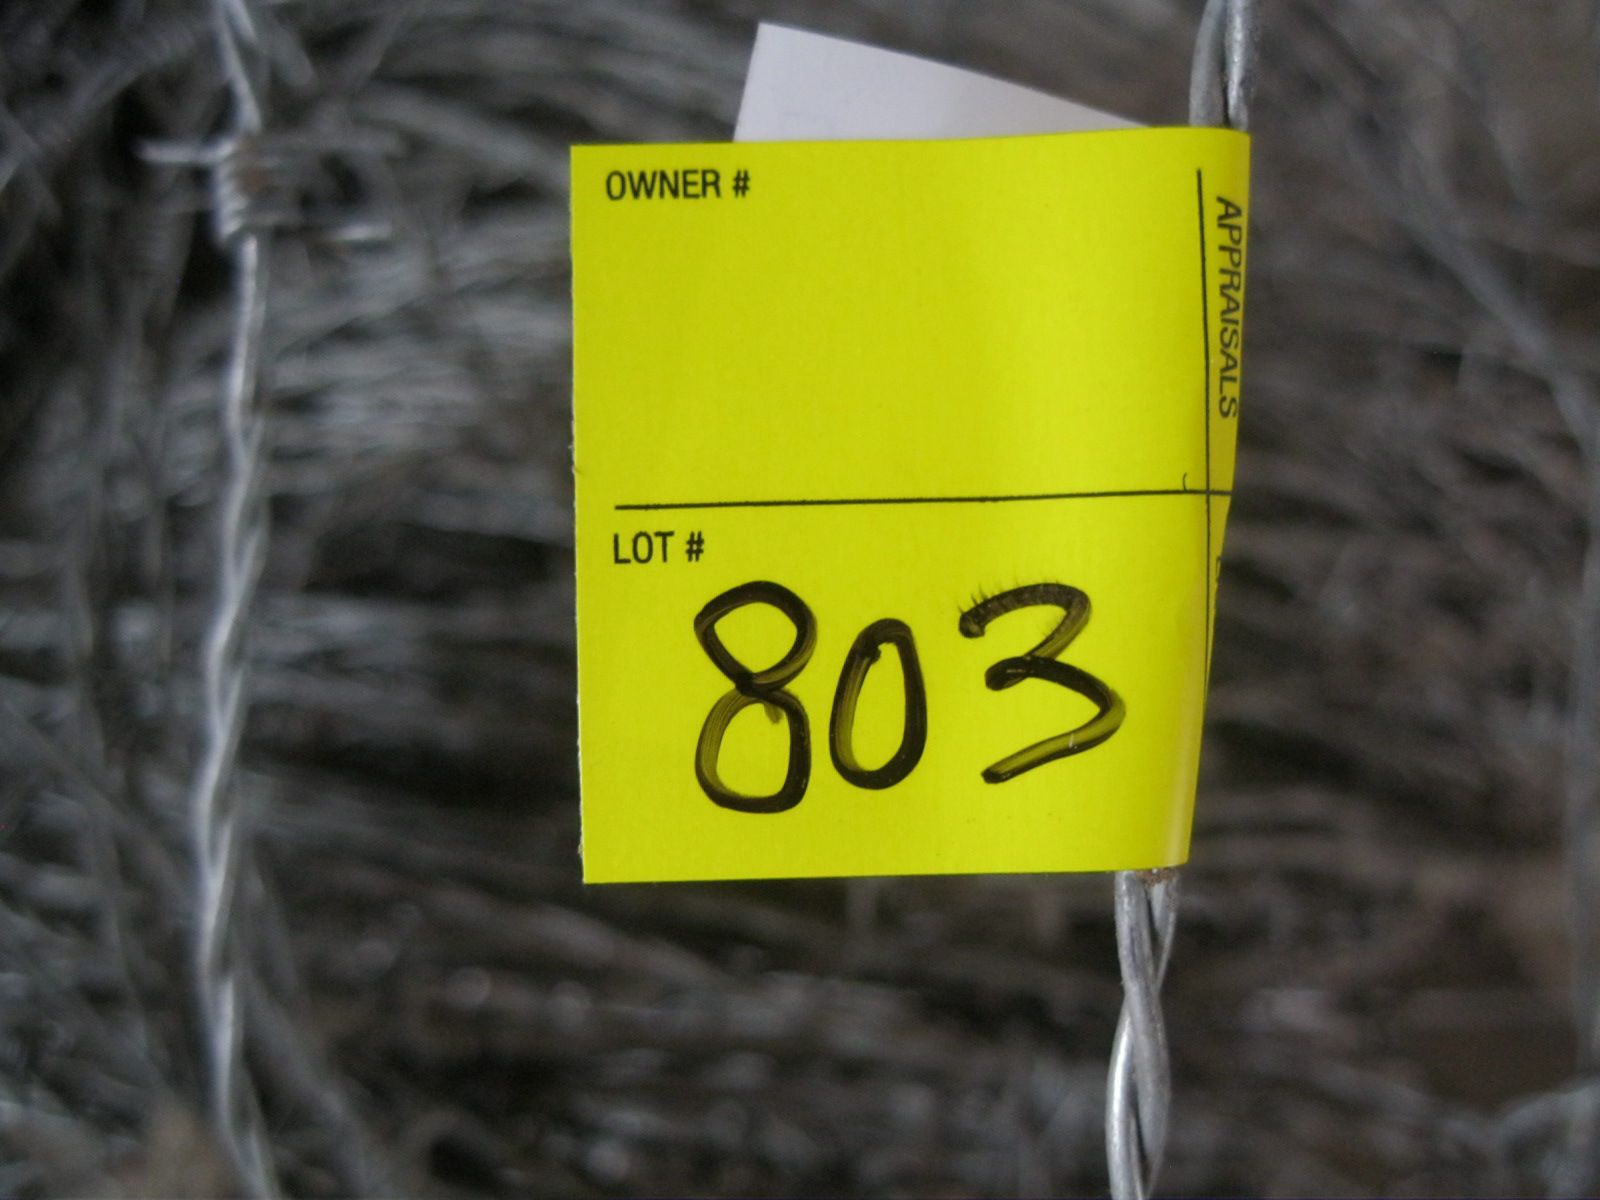 OWNER #
APPRAISALS
LOT #
803